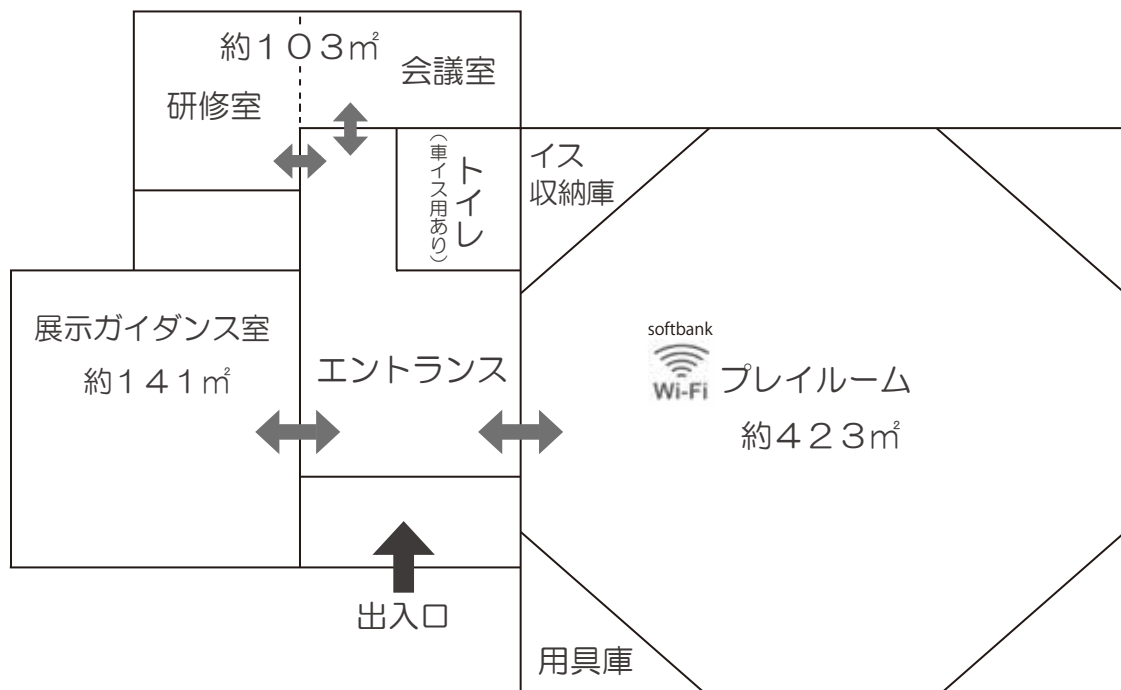 約103㎡
会議室
研修室
トイレ
(車イス用あり)
イス
収納庫
展示ガイダンス室
約141㎡
エントランス
softbank
Wi-Fi
プレイルーム
約423㎡
出入口
用具庫